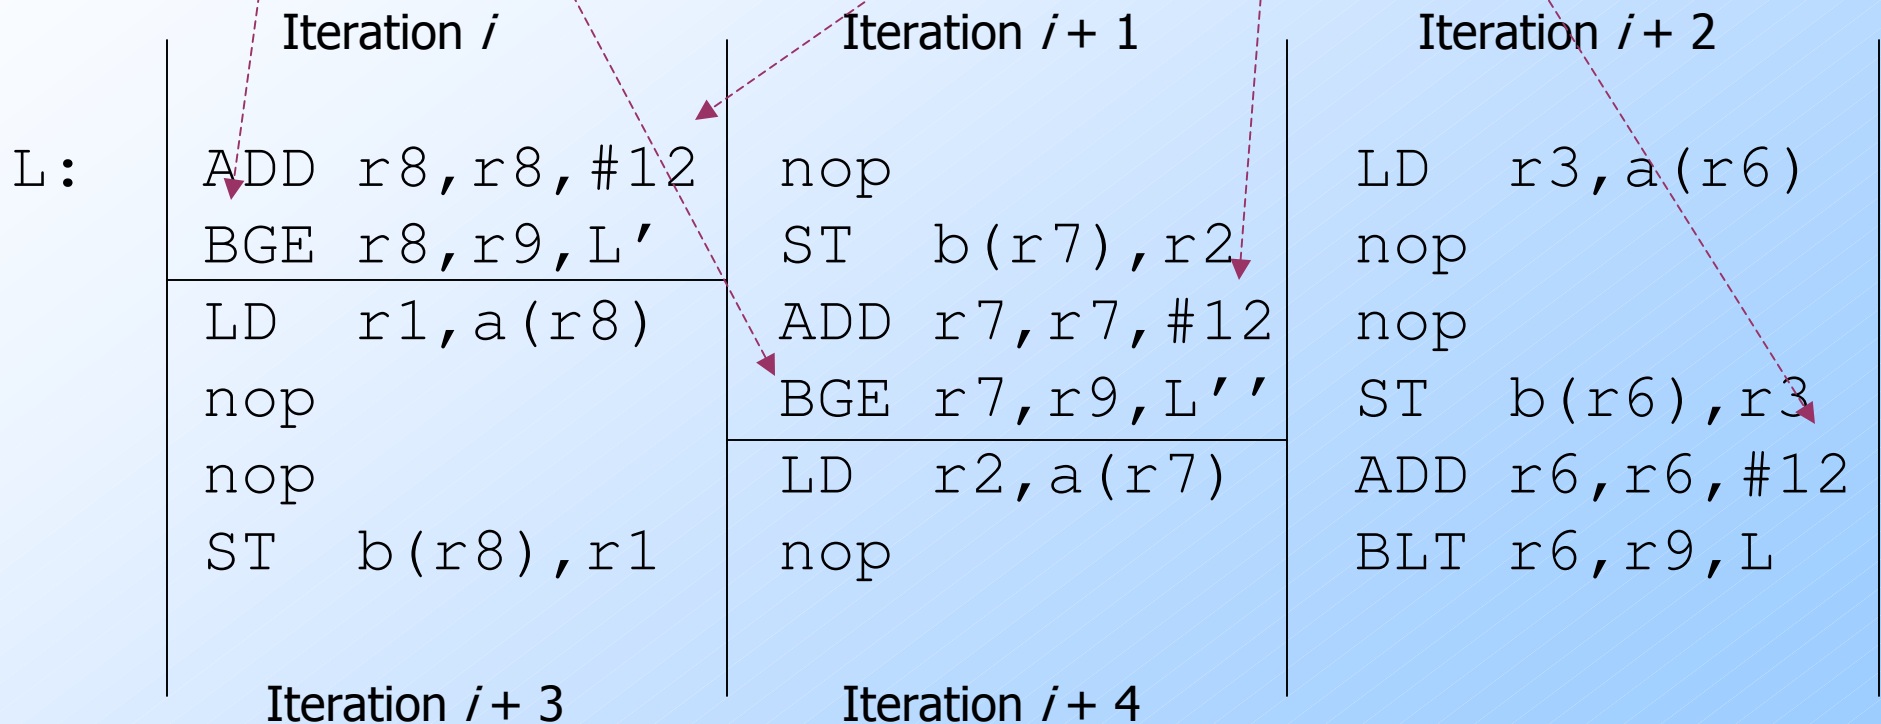 Iteration i Iteration i + 1 Iteration i + 2
L: ADD r8,r8,#12 nop LD r3,a(r6)
BGE r8,r9,L’ ST b(r7),r2 nop
LD r1,a(r8) ADD r7,r7,#12 nop
nop BGE r7,r9,L’’ ST b(r6),r3
nop LD r2,a(r7) ADD r6,r6,#12
ST b(r8),r1 nop BLT r6,r9,L
Iteration i + 3 Iteration i + 4